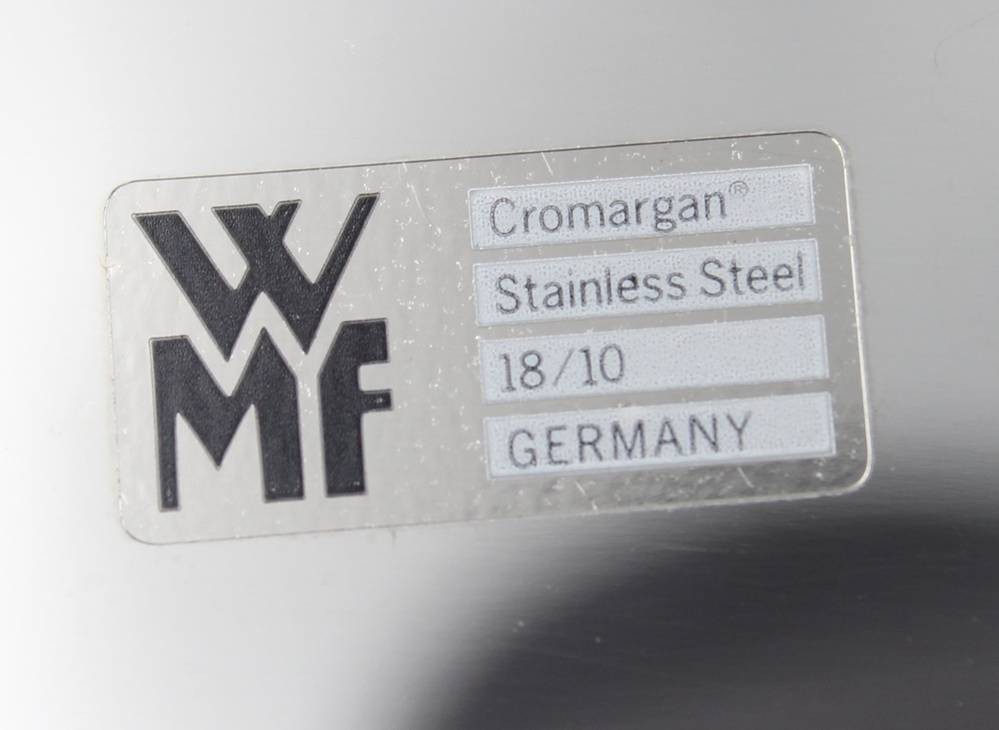 WMF
Cromargan®
Stainless Steel
18/10
GERMANY